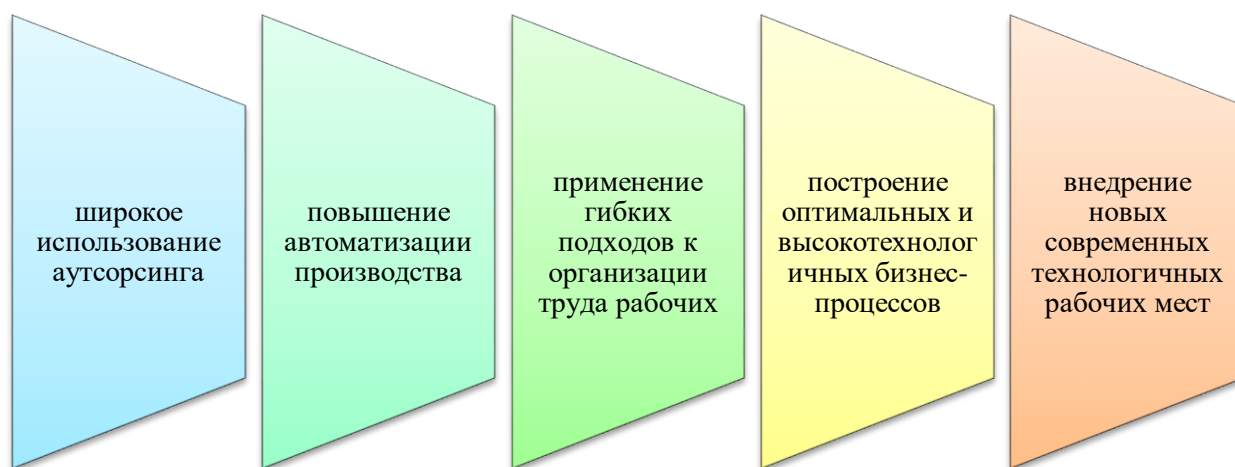 широкое
использование
аутсорсинга
повышение
автоматизации
производства
применение
гибких
подходов к
организации
труда рабочих
построение
оптимальных и
высокотехнолог
ичных бизнес-
процессов
внедрение
новых
современных
технологичных
рабочих мест